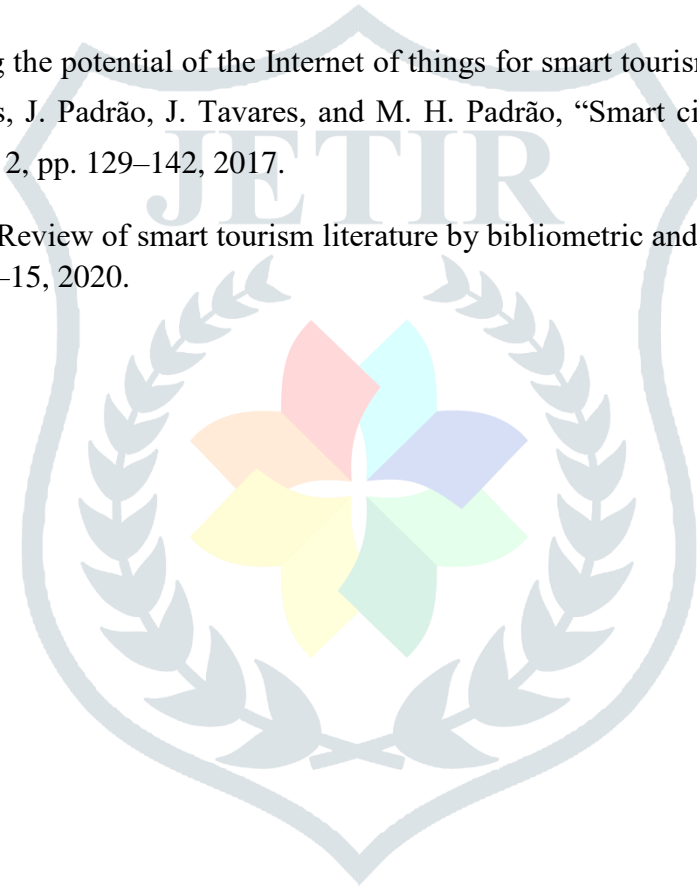 g the potential of the Internet of things for smart touris
s, J. Padrão, J. Tavares, and M. H. Padrão, “Smart ci
2, pp. 129–142, 2017.
JETIR
Review of smart tourism literature by bibliometric and
–15, 2020.